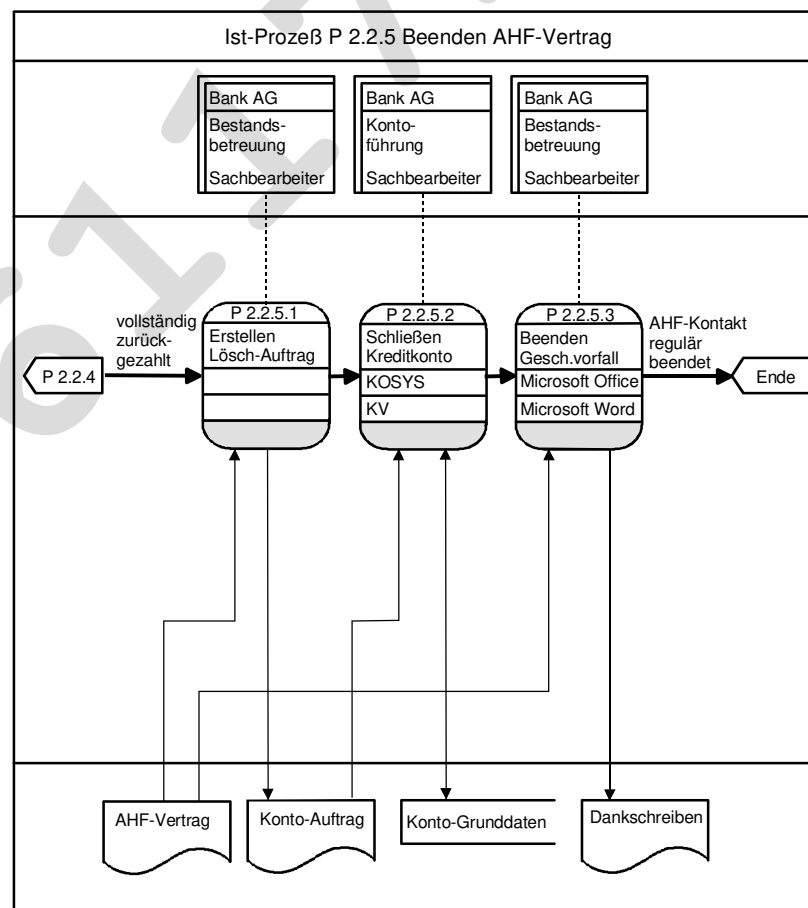 Ist-Prozeß P 2.2.5 Beenden AHF-Vertrag
Bank AG
Bestands-
betreuung
Sachbearbeiter
Bank AG
Konto-
führung
Sachbearbeiter
Bank AG
Bestands-
betreuung
Sachbearbeiter
P 2.2.4
vollständig
zurück-
gezahlt
P 2.2.5.1
Erstellen
Lösch-Auftrag
P 2.2.5.2
Schließen
Kreditkonto
KOSYS
KV
P 2.2.5.3
Beenden
Gesch.vorfall
Microsoft Office
Microsoft Word
AHF-Kontakt
regulär
beendet
Ende
AHF-Vertrag
Konto-Auftrag
Konto-Grunddaten
Dankschreiben